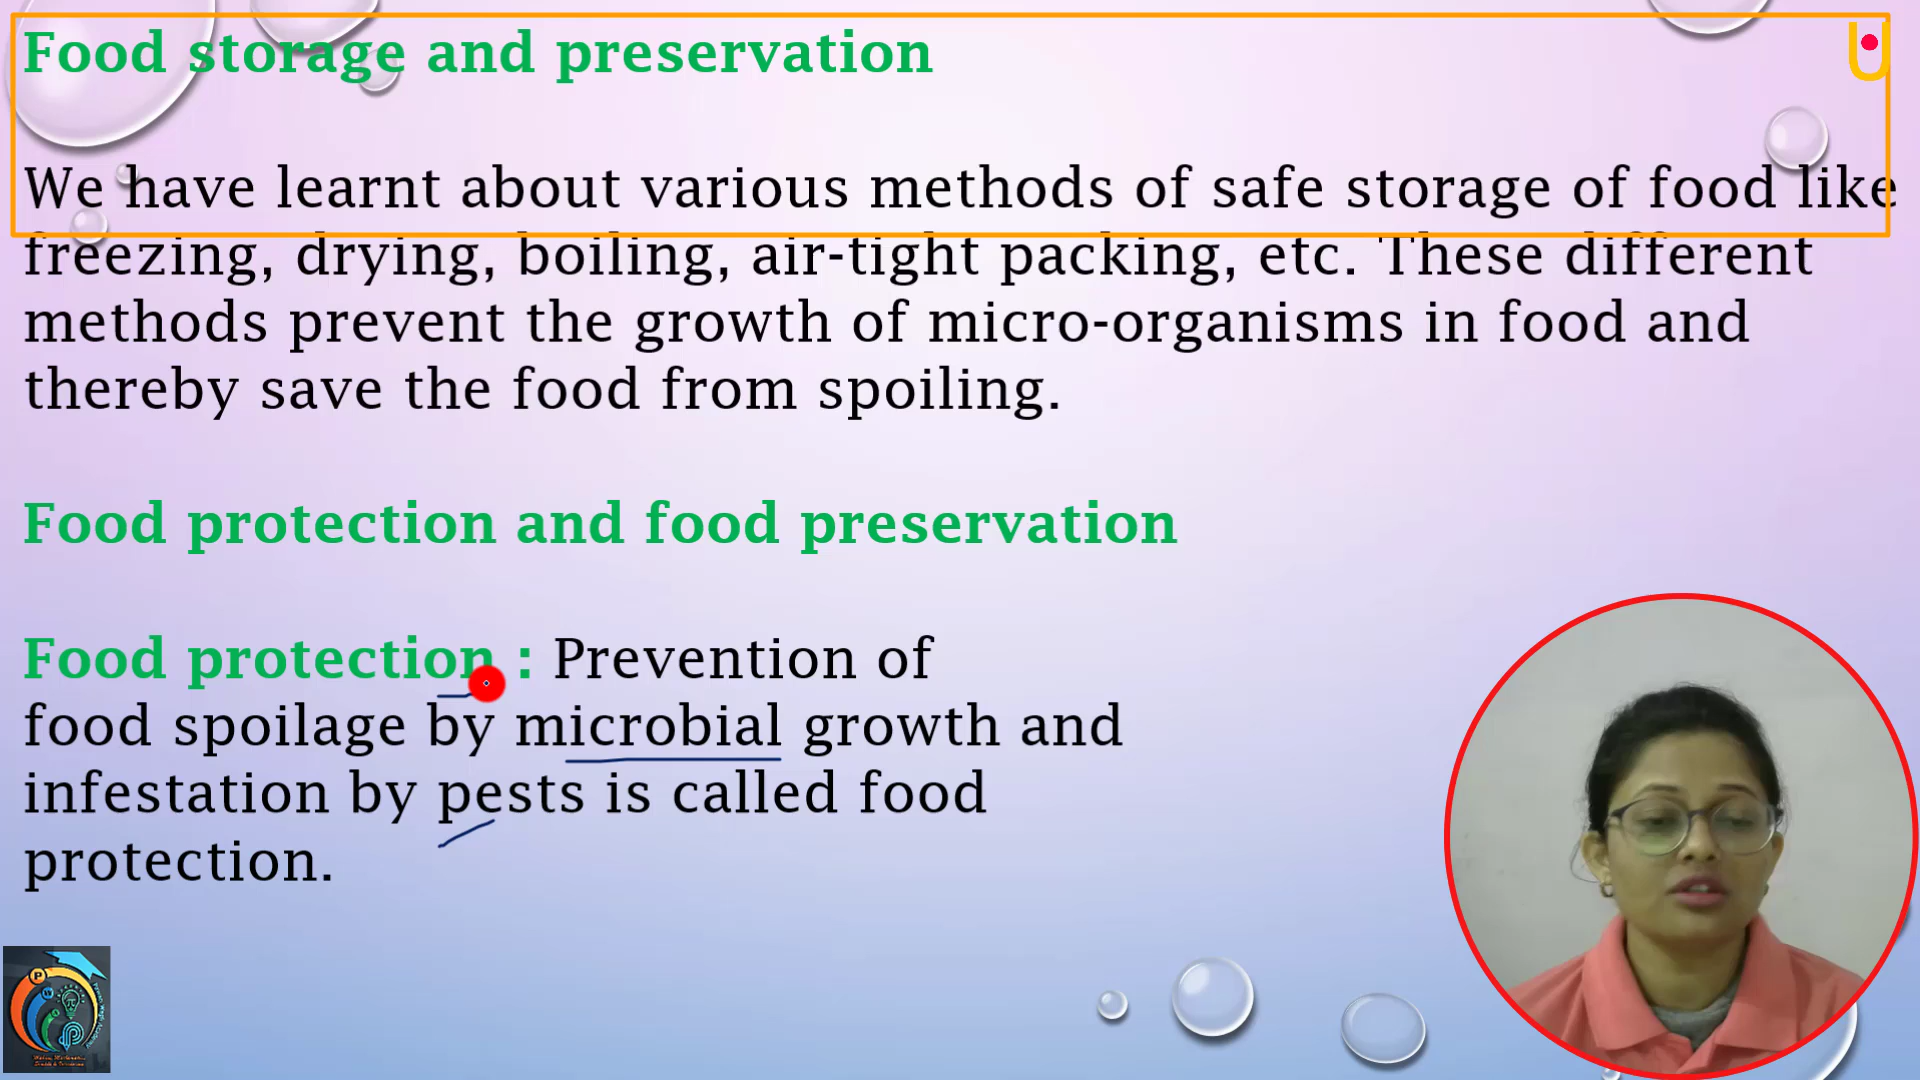 Food storage and preservation
We have learnt about various methods of safe storage of food like
freezing, drying, boiling, air-tight packing, etc. These different
methods prevent the growth of micro-organisms in food and
thereby save the food from spoiling.
Food protection and food preservation
Food protection : Prevention of
food spoilage by microbial growth and
infestation by pests is called food
protection.